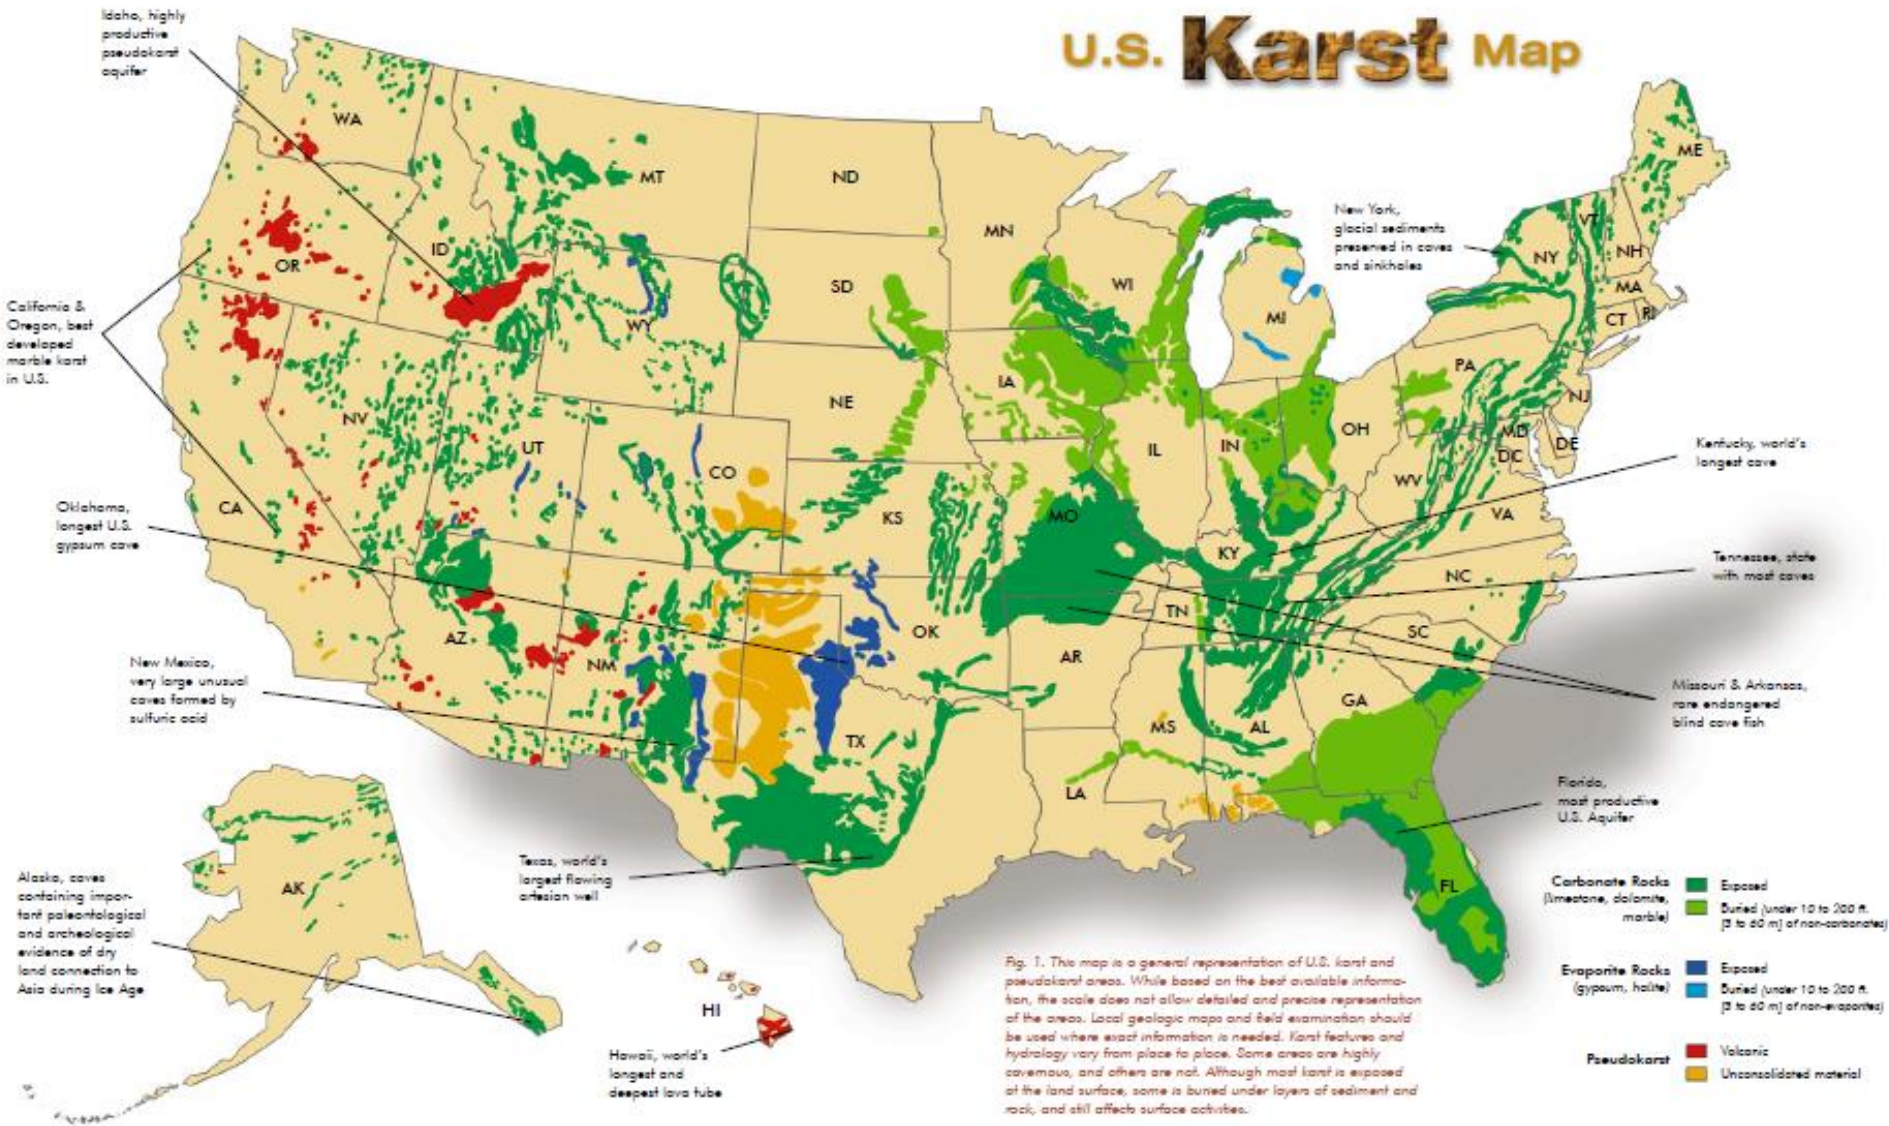 U.S. Karst Map
Idaho, highly
productive
pseudokarst
aquifer
California &
Oregon, best
developed
marble karst
in U.S.
Oklahoma,
longest U.S.
gypsum cave
New Mexico,
very large unusual
caves formed by
sulfuric acid
Alaska, caves
containing impor-
tant paleontological
and archeological
evidence of dry
land connection to
Asia during Ice Age
Texas, world's
largest flowing
artesian well
Hawaii, world's
longest and
deepest lava tube
New York,
glacial sediments
preserved in caves
and sinkholes
Kentucky, world's
longest cave
Tennessee, state
with most caves
Missouri & Arkansas,
rare endangered
blind cave fish
Florida,
most productive
U.S. Aquifer
WA
OR
CA
ID
NV
MT
WY
UT
CO
AZ
NM
ND
SD
NE
KS
OK
TX
MN
IA
MO
AR
LA
WI
IL
MI
IN
OH
KY
TN
MS
AL
GA
FL
SC
NC
VA
WV
PA
NY
VT
NH
ME
MA
CT
RI
NJ
DE
MD
DC
AK
HI
Carbonate Rocks
(limestone, dolomite,
marble)
Exposed
Buried (under 10 to 200 ft.
[3 to 60 m] of non-carbonates)
Evaporite Rocks
(gypsum, halite)
Exposed
Buried (under 10 to 200 ft.
[3 to 60 m] of non-evaporites)
Pseudokarst
Volcanic
Unconsolidated material
Fig. 1. This map is a general representation of U.S. karst and
pseudokarst areas. While based on the best available informa-
tion, the scale does not allow detailed and precise representation
of the areas. Local geologic maps and field examination should
be used where exact information is needed. Karst features and
hydrology vary from place to place. Some areas are highly
cavernous, and others are not. Although most karst is exposed
at the land surface, some is buried under layers of sediment and
rock, and still affects surface activities.